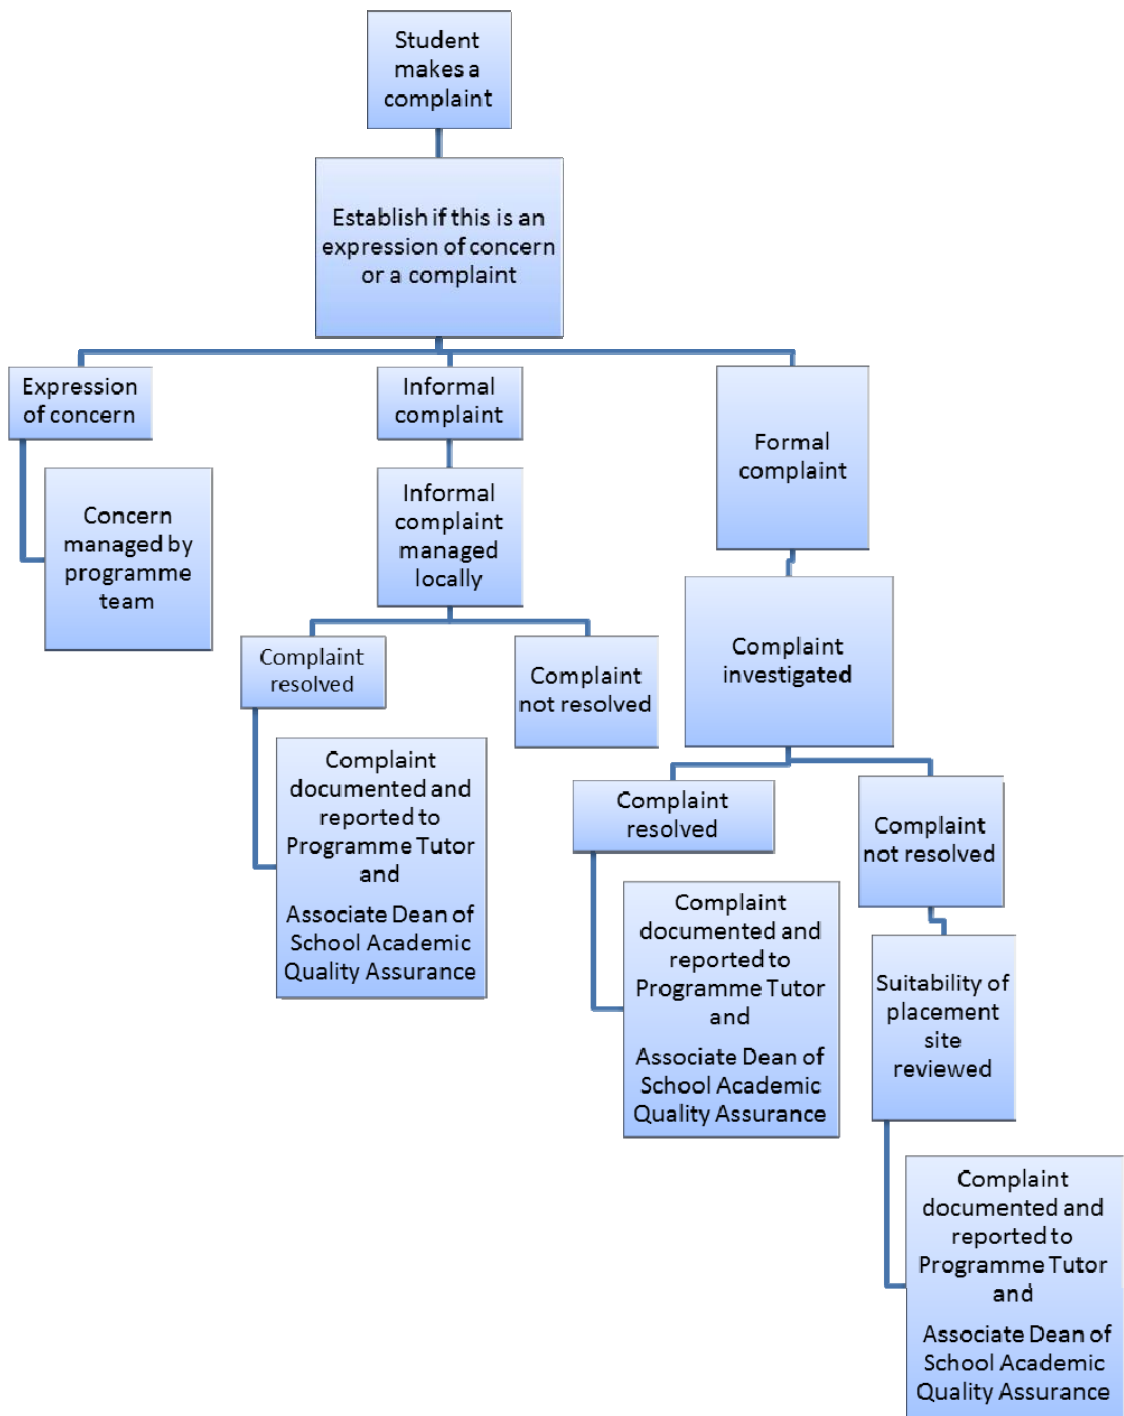 Student
makes a
complaint
Establish if this is an
expression of concern
or a complaint
Expression
of concern
Informal
complaint
Formal
complaint
Concern
managed by
programme
team
Informal
complaint
managed
locally
Complaint
resolved
Complaint
not resolved
Complaint
investigated
Complaint
documented and
reported to
Programme Tutor
and
Associate Dean of
School Academic
Quality Assurance
Complaint
resolved
Complaint
not resolved
Complaint
documented and
reported to
Programme Tutor
and
Associate Dean of
School Academic
Quality Assurance
Suitability of
placement
site
reviewed
Complaint
documented and
reported to
Programme Tutor
and
Associate Dean of
School Academic
Quality Assurance